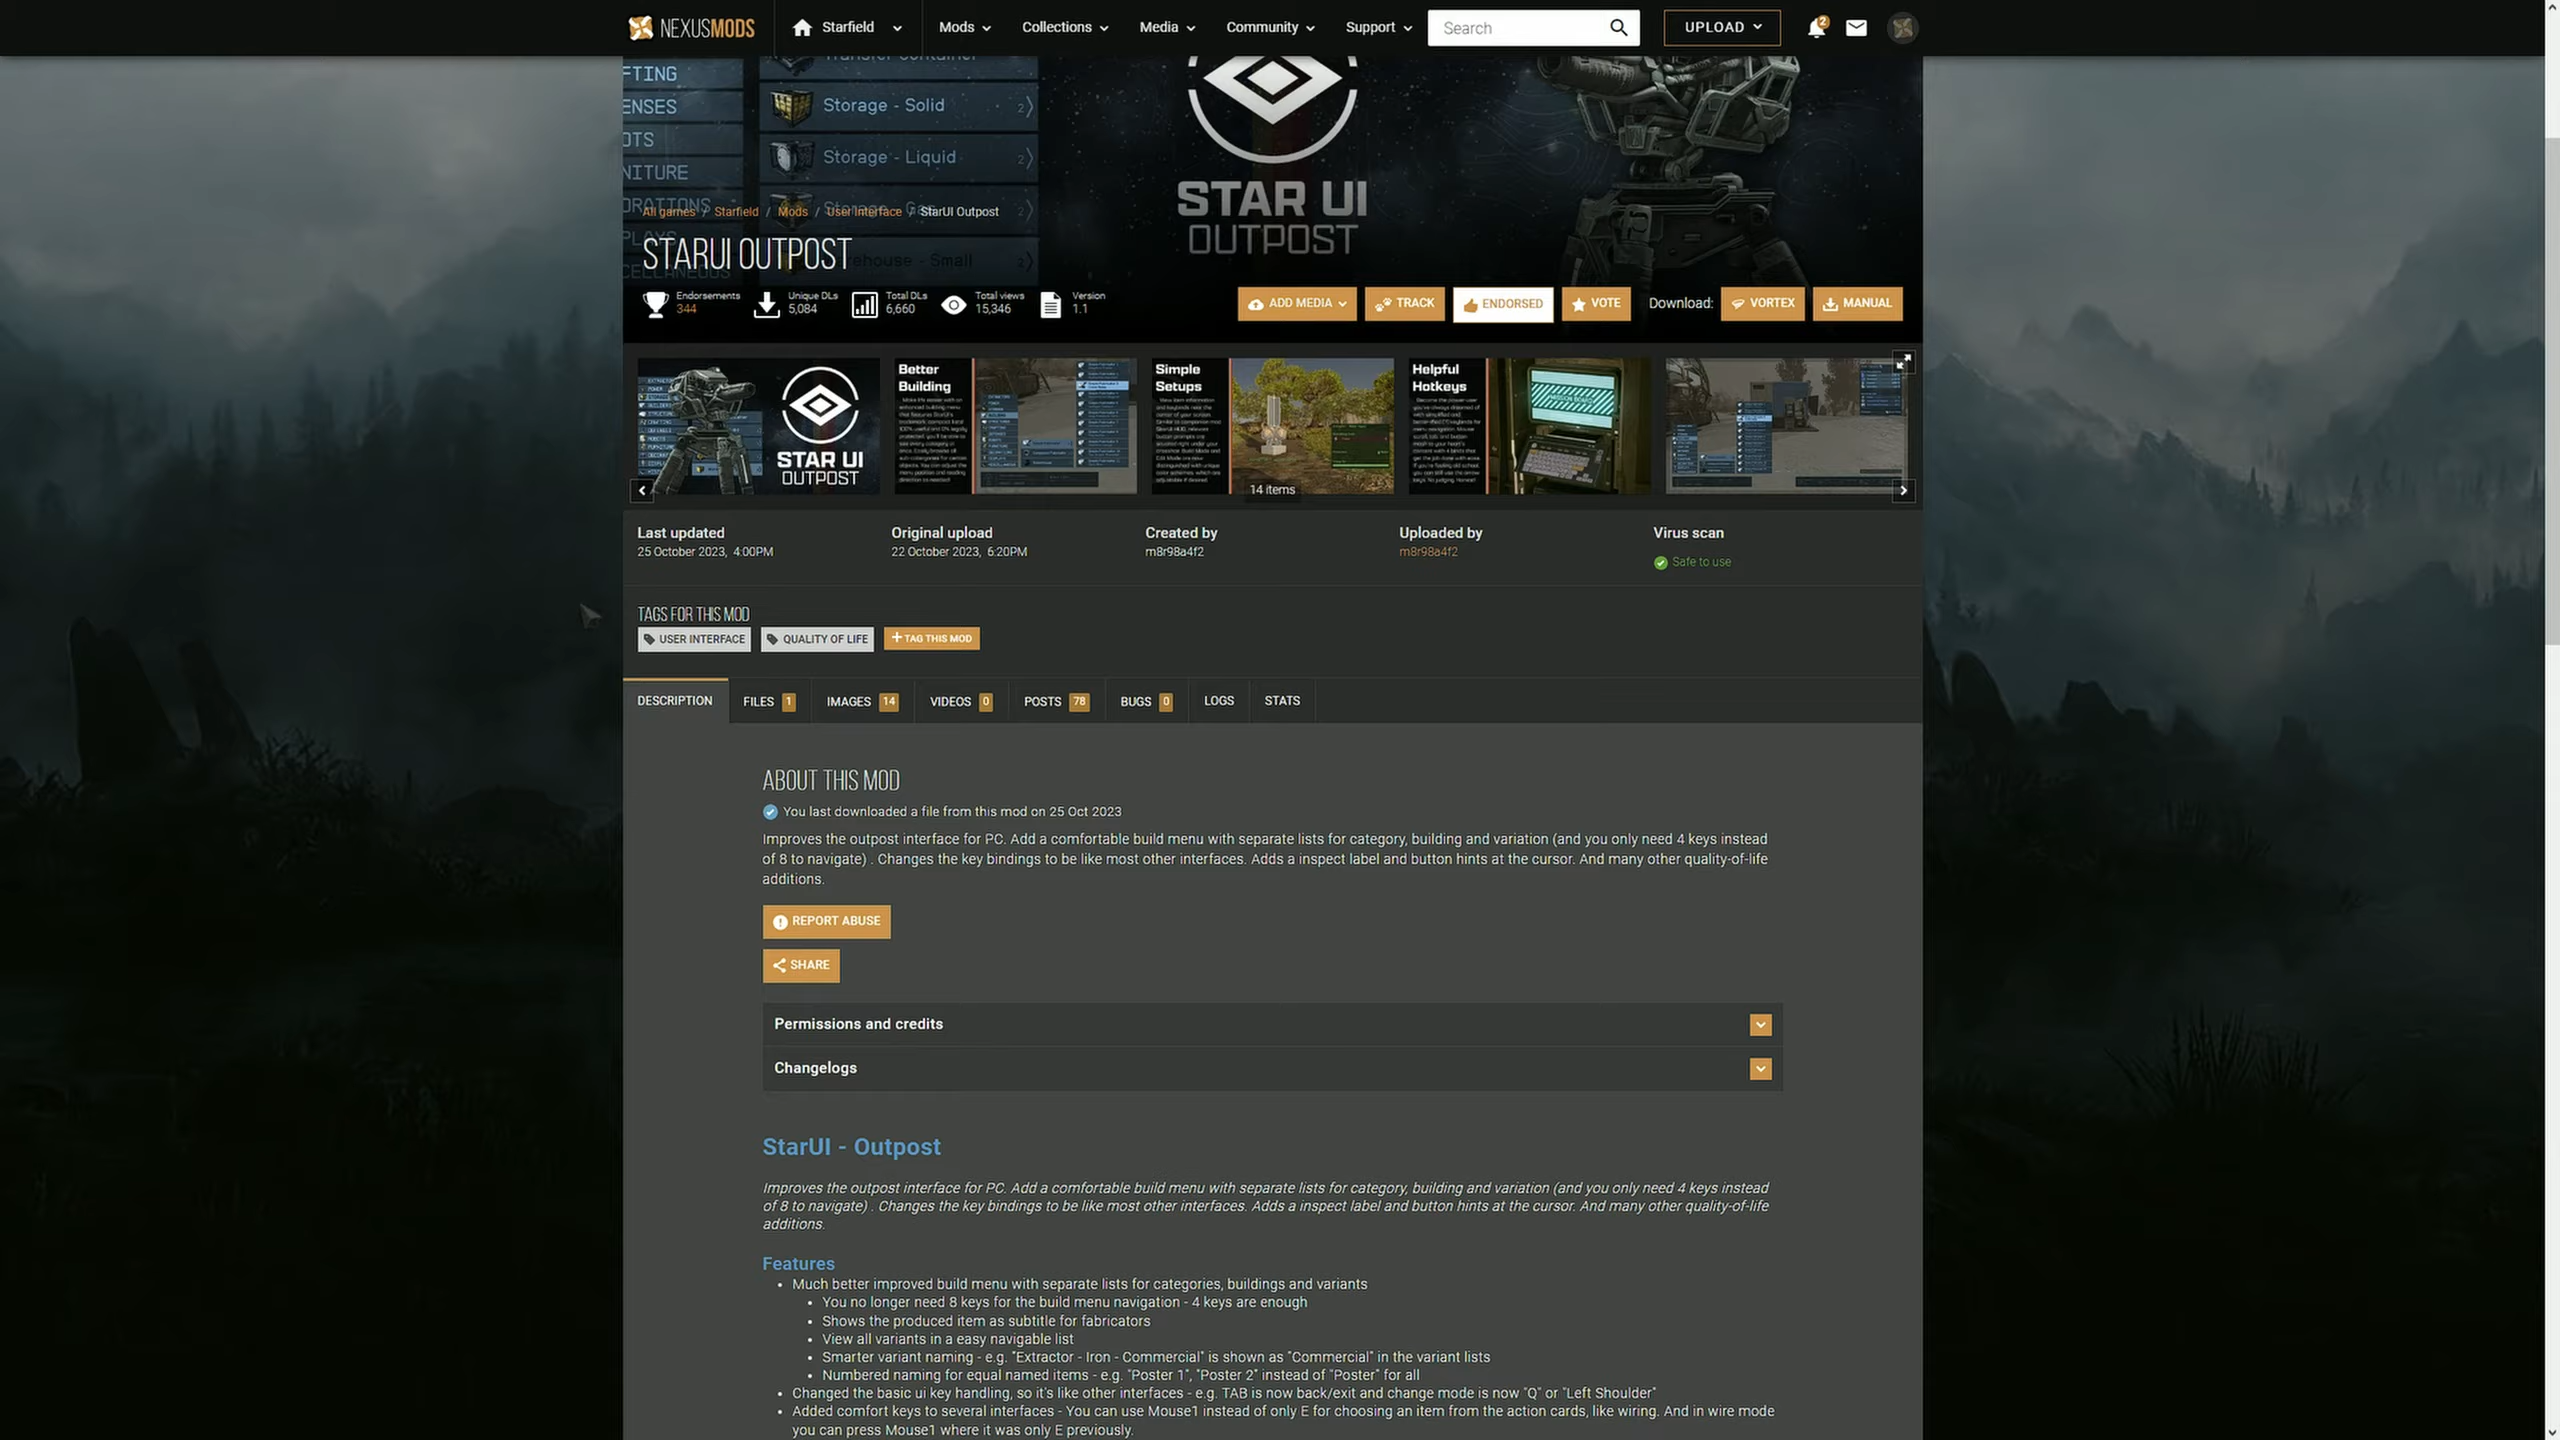 NEXUSMODS
Starfield
Mods
Collections
Media
Community
Support
Search
UPLOAD
2
FTING
ENSES
OTS
NITURE
ORATIONS
Transfer Container
Storage - Solid
2
Storage - Liquid
2
2
Small
2
STAR UI
OUTPOST
All games / Starfield / Mods / User Interface / StarUI Outpost
STARUI OUTPOST
Endorsements
344
Unique DLs
5,084
Total DLs
6,660
Total views
15,346
Version
1.1
ADD MEDIA
TRACK
ENDORSED
VOTE
Download:
VORTEX
MANUAL
STAR UI
OUTPOST
Better
Building
Simple
Setups
Helpful
Hotkeys
14 items
Last updated
25 October 2023, 4:00PM
Original upload
22 October 2023, 6:20PM
Created by
m8r98a4f2
Uploaded by
m8r98a4f2
Virus scan
Safe to use
TAGS FOR THIS MOD
USER INTERFACE
QUALITY OF LIFE
+ TAG THIS MOD
DESCRIPTION
FILES 1
IMAGES 14
VIDEOS 0
POSTS 78
BUGS 0
LOGS
STATS
ABOUT THIS MOD
You last downloaded a file from this mod on 25 Oct 2023
Improves the outpost interface for PC. Add a comfortable build menu with separate lists for category, building and variation (and you only need 4 keys instead
of 8 to navigate) . Changes the key bindings to be like most other interfaces. Adds a inspect label and button hints at the cursor. And many other quality-of-life
additions.
REPORT ABUSE
SHARE
Permissions and credits
Changelogs
StarUI - Outpost
Improves the outpost interface for PC. Add a comfortable build menu with separate lists for category, building and variation (and you only need 4 keys instead
of 8 to navigate) . Changes the key bindings to be like most other interfaces. Adds a inspect label and button hints at the cursor. And many other quality-of-life
additions.
Features
• Much better improved build menu with separate lists for categories, buildings and variants
• You no longer need 8 keys for the build menu navigation - 4 keys are enough
• Shows the produced item as subtitle for fabricators
• View all variants in a easy navigable list
• Smarter variant naming - e.g. "Extractor - Iron - Commercial" is shown as "Commercial" in the variant lists
• Numbered naming for equal named items - e.g. "Poster 1", "Poster 2" instead of "Poster" for all
• Changed the basic ui key handling, so it's like other interfaces - e.g. TAB is now back/exit and change mode is now "Q" or "Left Shoulder"
• Added comfort keys to several interfaces - You can use Mouse1 instead of only E for choosing an item from the action cards, like wiring. And in wire mode
you can press Mouse1 where it was only E previously.